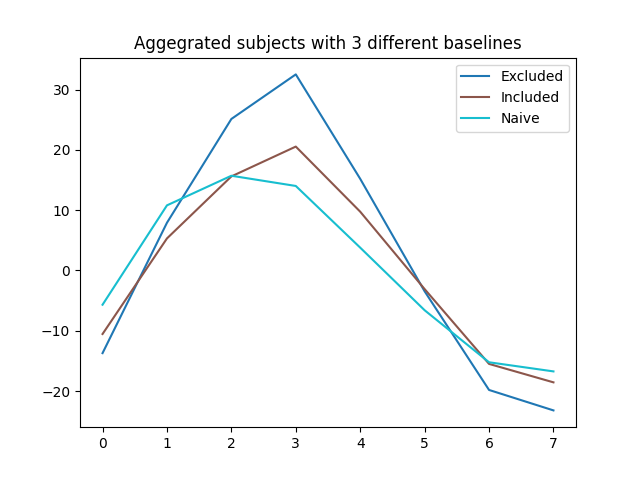 Aggegrated subjects with 3 different baselines
Excluded
Included
Naive
30
20
10
0
−10
−20
0 1 2 3 4 5 6 7